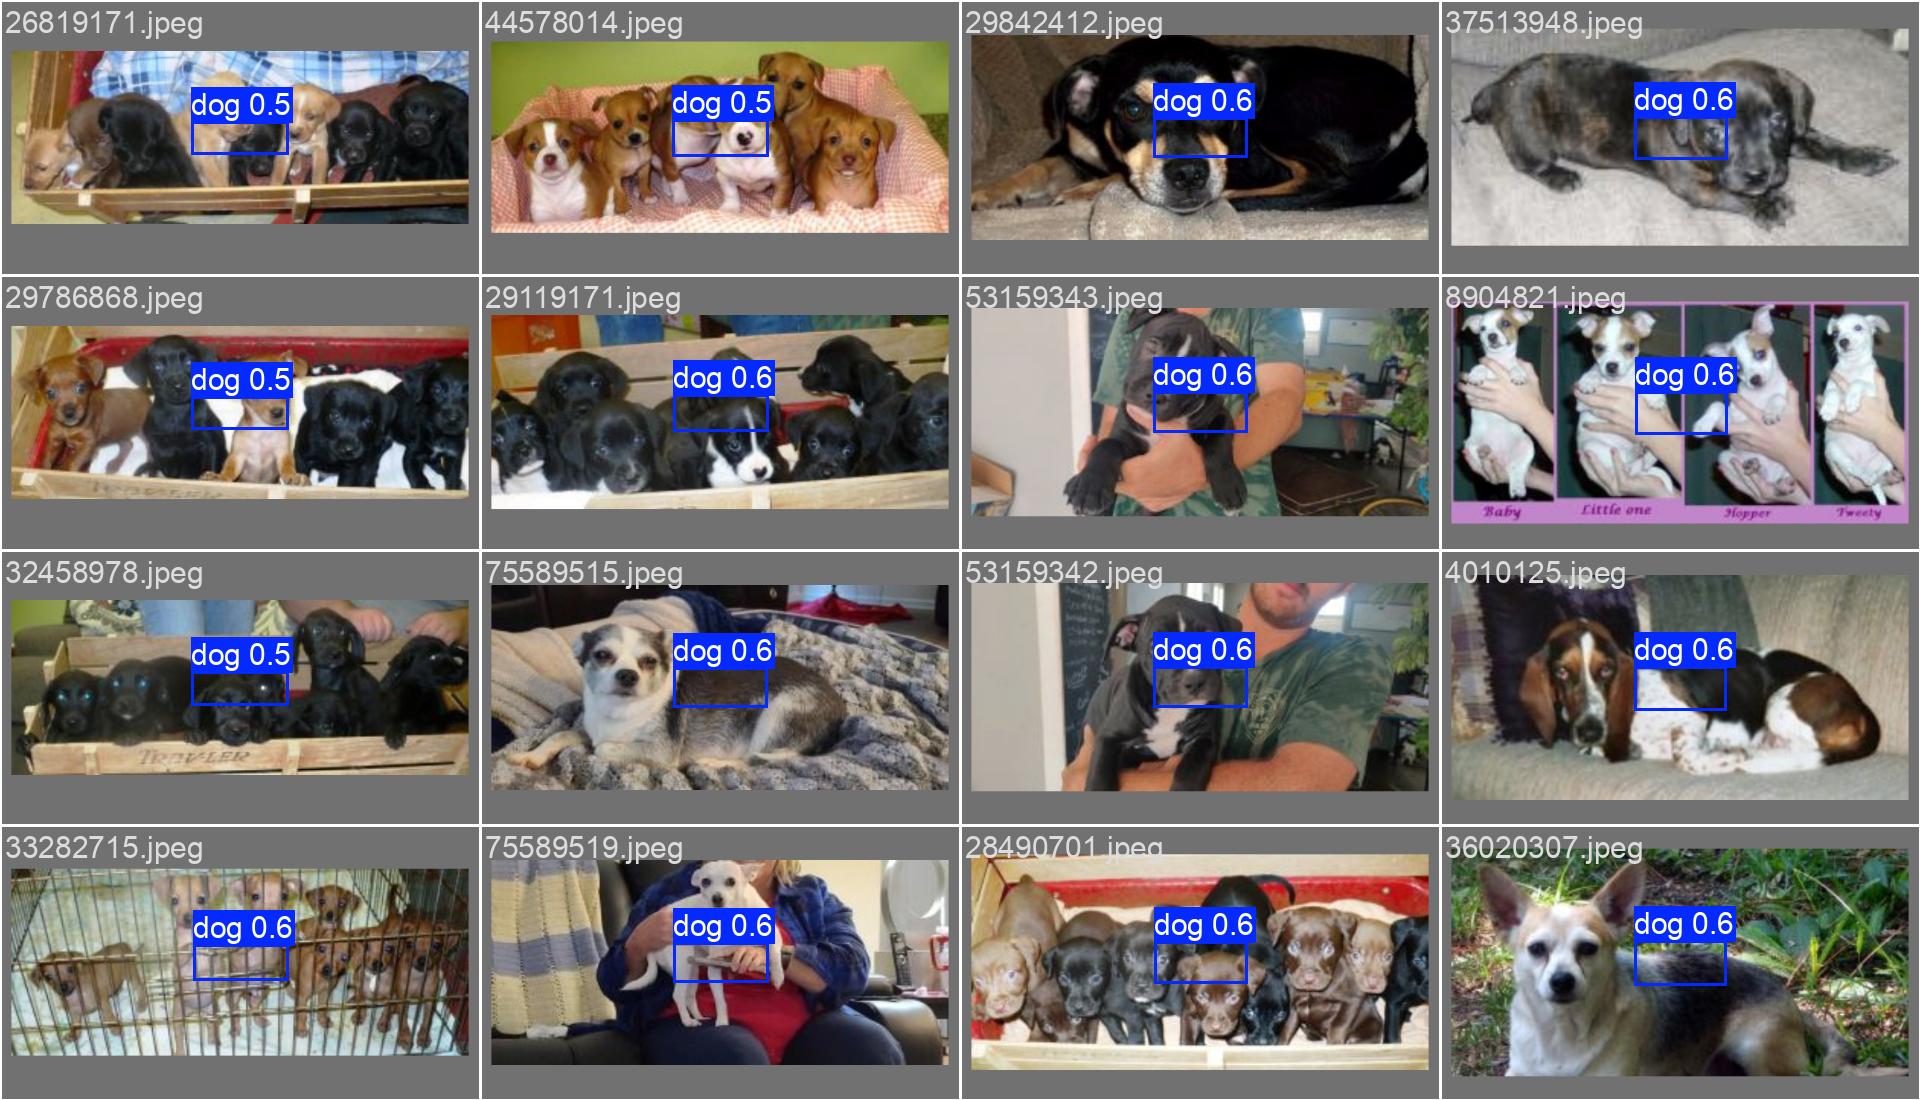 26819171.jpeg
44578014.jpeg
29842412.jpeg
37513948.jpeg
dog 0.5
dog 0.5
dog 0.6
dog 0.6
29786868.jpeg
29119171.jpeg
53159343.jpeg
8904821.jpeg
dog 0.5
dog 0.6
dog 0.6
dog 0.6
Baby
Little one
Hopper
Tweety
32458978.jpeg
75589515.jpeg
53159342.jpeg
4010125.jpeg
dog 0.5
dog 0.6
dog 0.6
dog 0.6
33282715.jpeg
75589519.jpeg
28490701.jpeg
36020307.jpeg
dog 0.6
dog 0.6
dog 0.6
dog 0.6